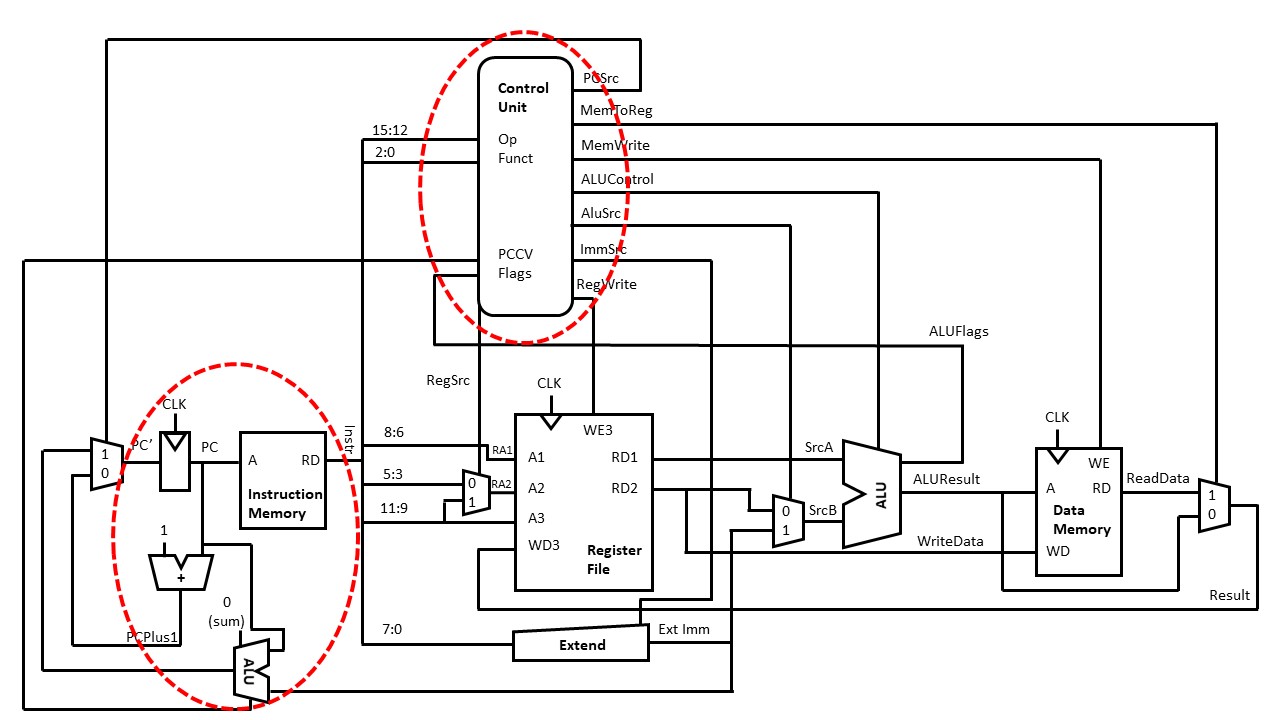 PCSrc
Control
Unit
MemToReg
15:12
Op
MemWrite
2:0
Funct
ALUControl
AluSrc
PCCV
ImmSrc
Flags
RegWrite
ALUFlags
RegSrc
CLK
CLK
Instr
8:6
WE3
CLK
PC'
PC
1
0
A
RD
Instruction
Memory
RA1
A1
RD1
SrcA
5:3
0
1
RA2
A2
RD2
11:9
A3
WD3
Register
File
0
1
SrcB
ALU
ALUResult
WE
A
RD
ReadData
Data
Memory
WD
WriteData
1
0
Result
1
+
PCPlus1
0
(sum)
ALU
7:0
Extend
Ext Imm